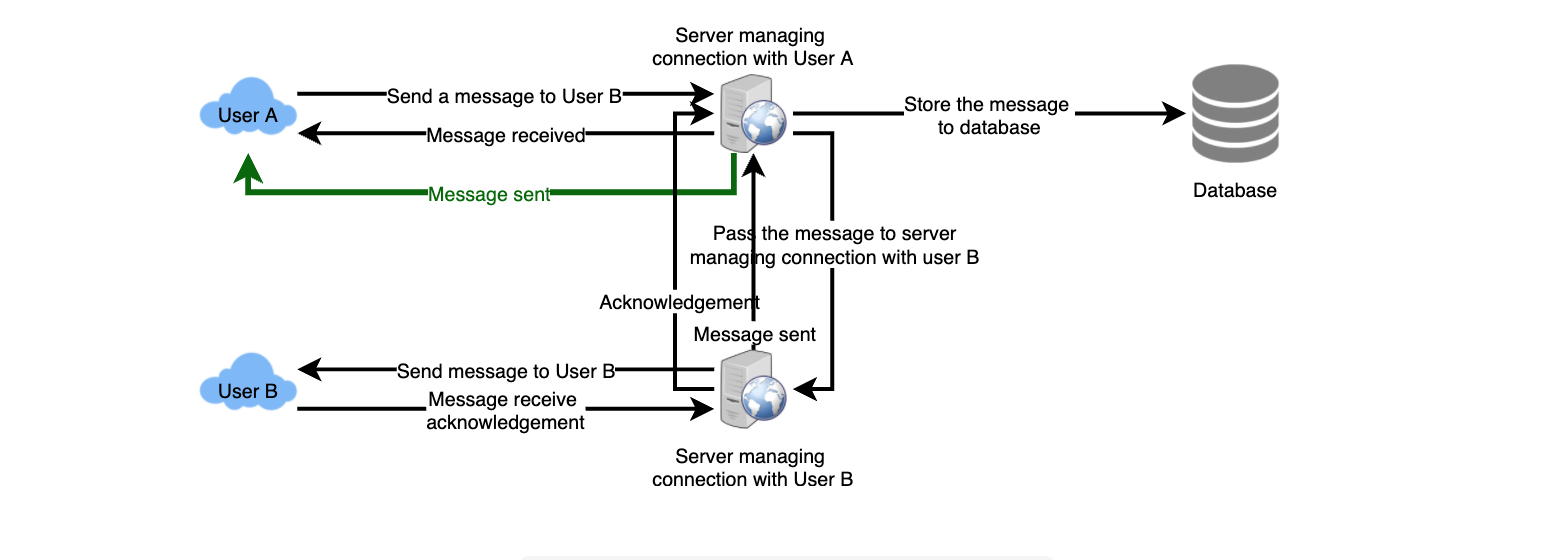 Server managing
connection with User A
User A
Send a message to User B
Message received
Message sent
Store the message
to database
Database
Pass the message to server
managing connection with user B
Acknowledgement
Message sent
User B
Send message to User B
Message receive
acknowledgement
Server managing
connection with User B